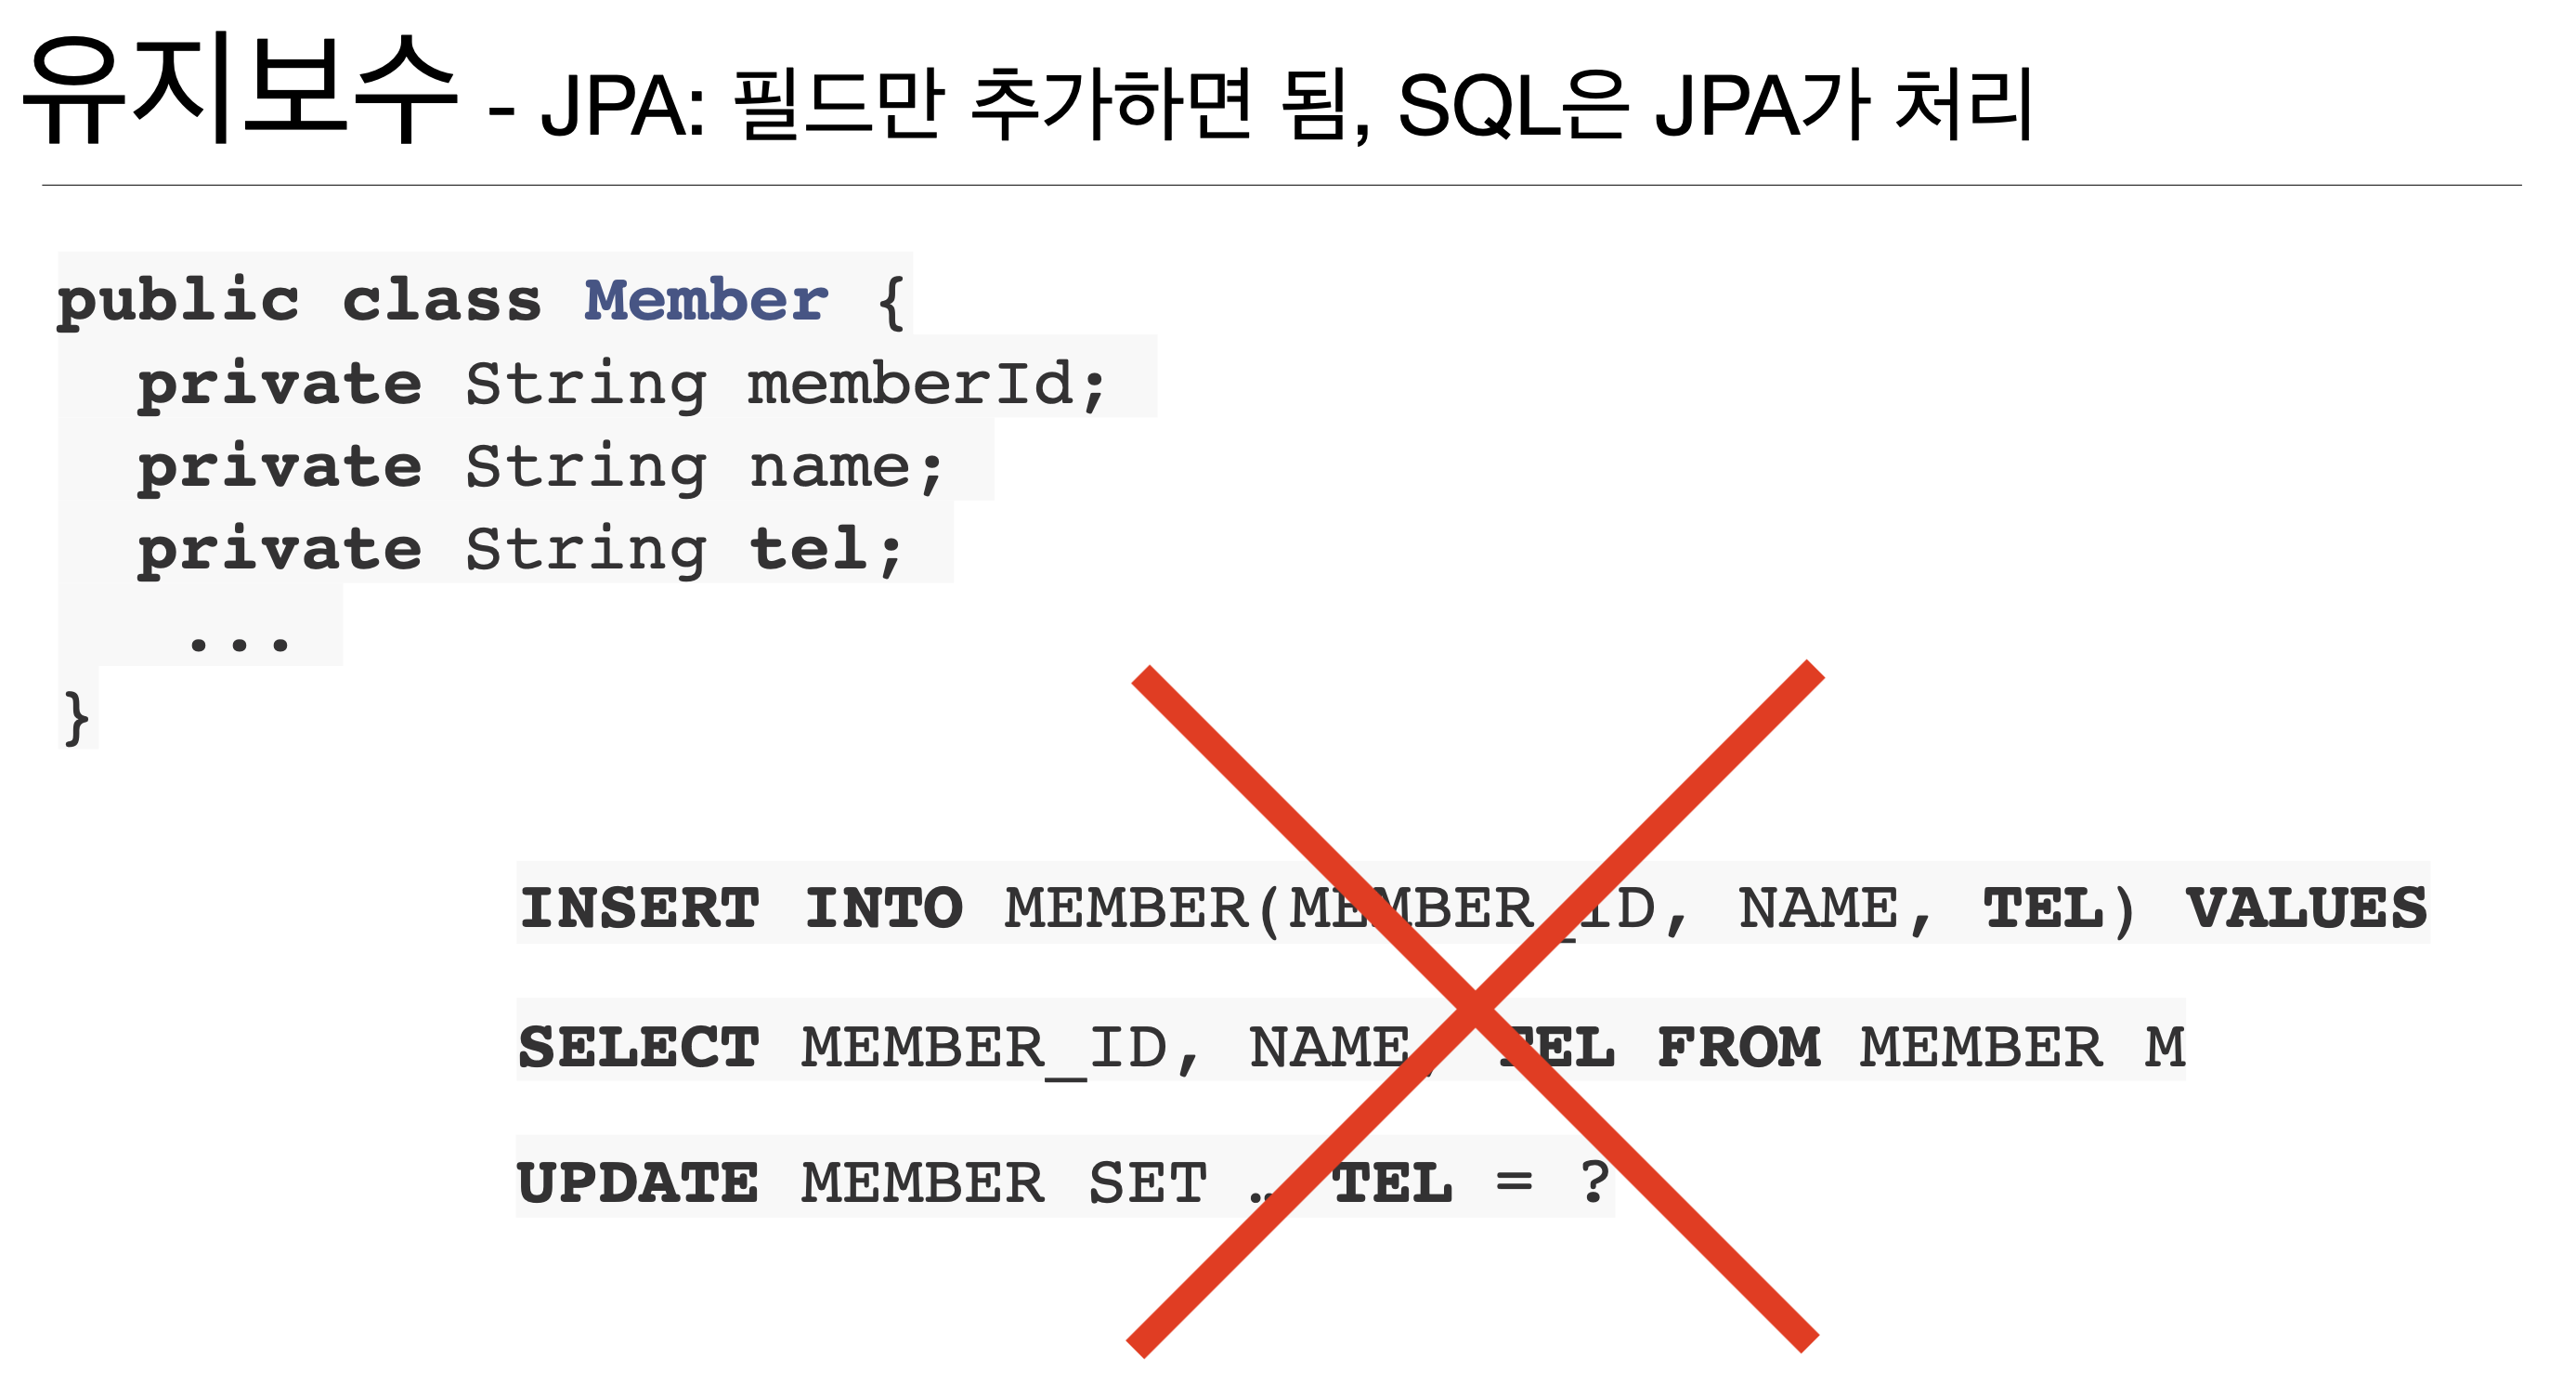 유지보수 - JPA: 필드만 추가하면 됨, SQL은 JPA가 처리
public class Member {
private String memberId;
private String name;
private String tel;
...
}
INSERT INTO MEMBER(MEMBER_ID, NAME, TEL) VALUES
SELECT MEMBER_ID, NAME, TEL FROM MEMBER M
UPDATE MEMBER SET … TEL = ?